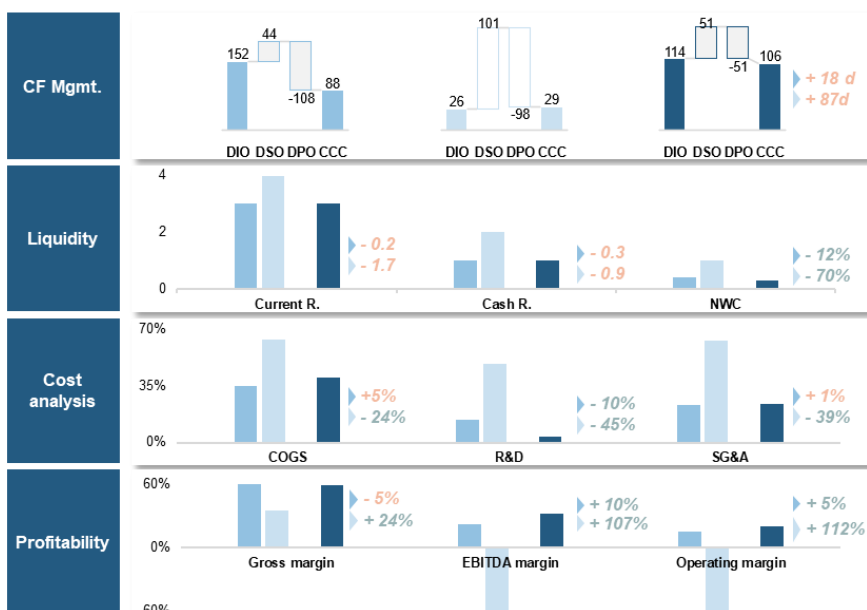 CF Mgmt.
152
44
-108
88
DIO DSO DPO CCC
26
101
-98
29
DIO DSO DPO CCC
114
51
-51
106
DIO DSO DPO CCC
+ 18 d
+ 87d
Liquidity
4
2
0
- 0.2
- 1.7
Current R.
- 0.3
- 0.9
Cash R.
- 12%
- 70%
NWC
Cost
analysis
70%
35%
0%
+5%
- 24%
COGS
- 10%
- 45%
R&D
+ 1%
- 39%
SG&A
Profitability
60%
0%
-60%
- 5%
+ 24%
Gross margin
+ 10%
+ 107%
EBITDA margin
+ 5%
+ 112%
Operating margin